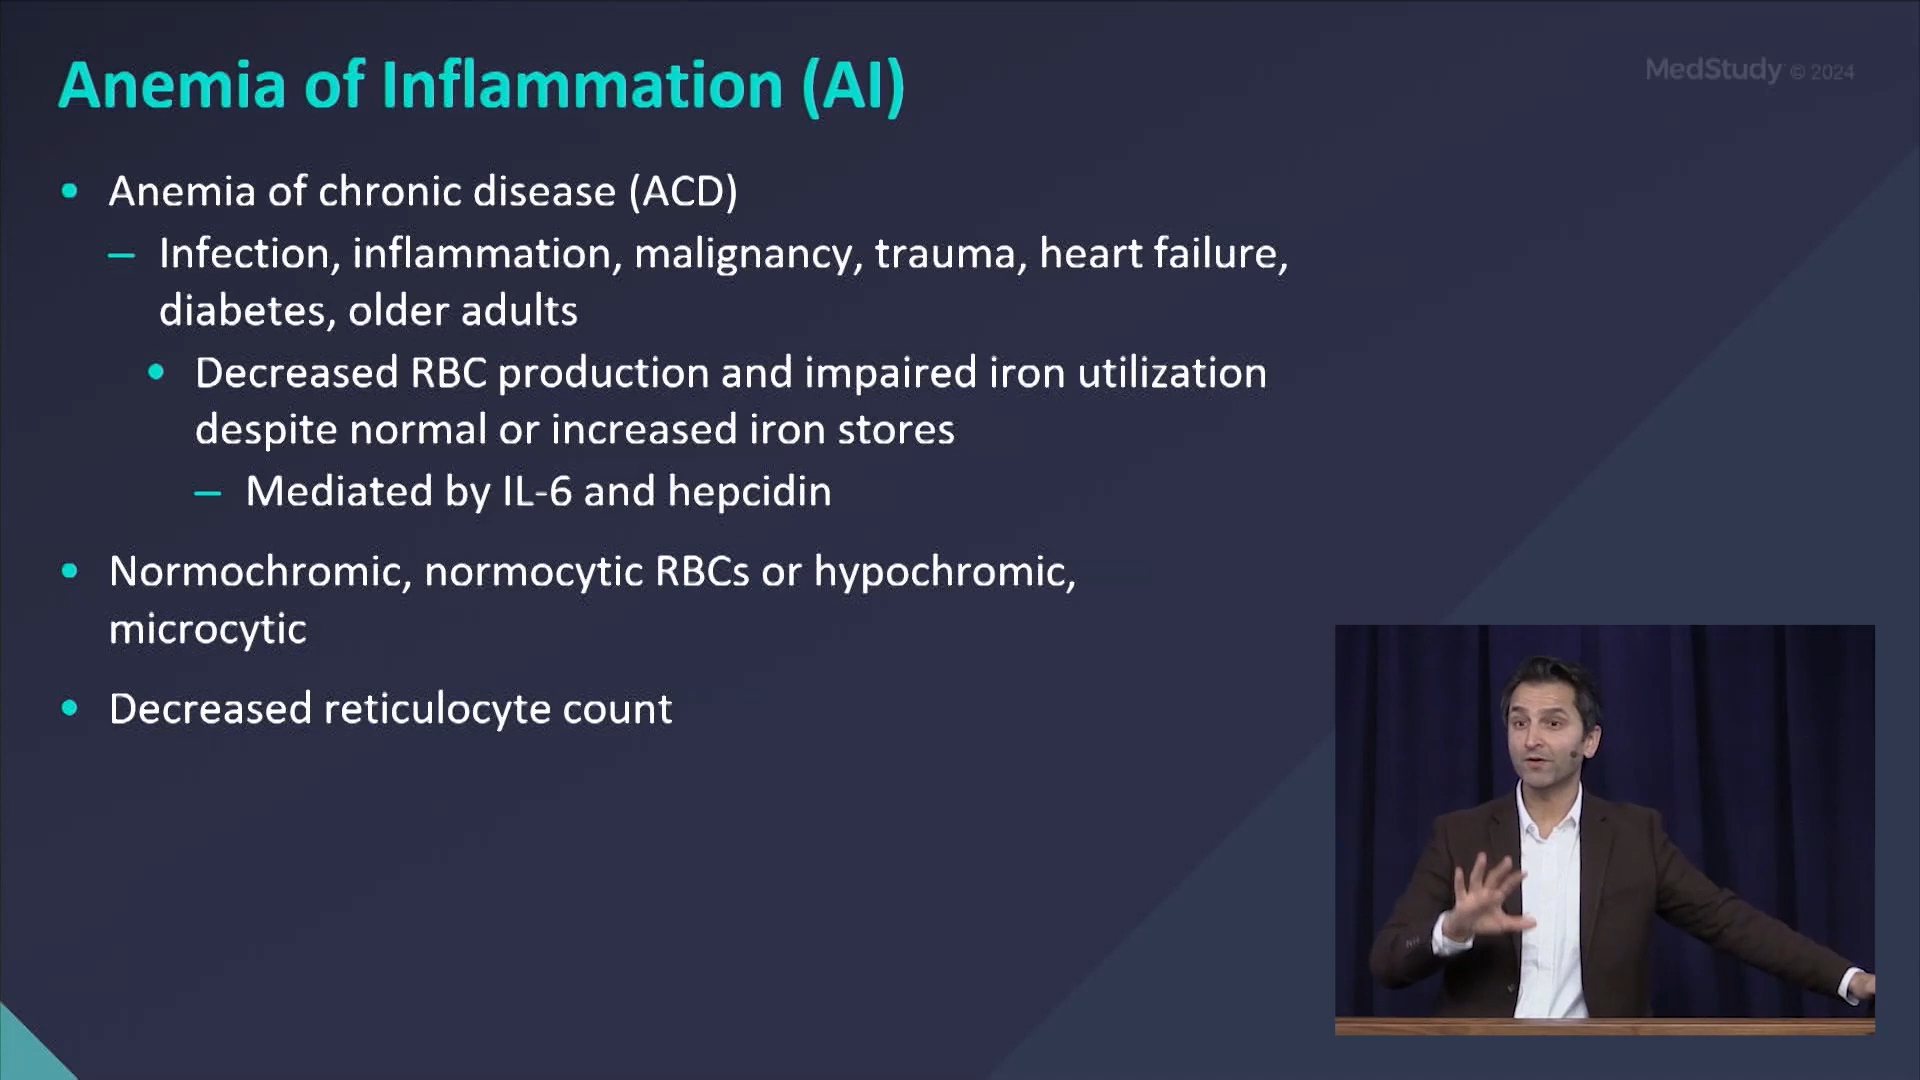 Anemia of Inflammation (AI)
MedStudy © 2024
• Anemia of chronic disease (ACD)
– Infection, inflammation, malignancy, trauma, heart failure,
diabetes, older adults
• Decreased RBC production and impaired iron utilization
despite normal or increased iron stores
– Mediated by IL-6 and hepcidin
• Normochromic, normocytic RBCs or hypochromic,
microcytic
• Decreased reticulocyte count